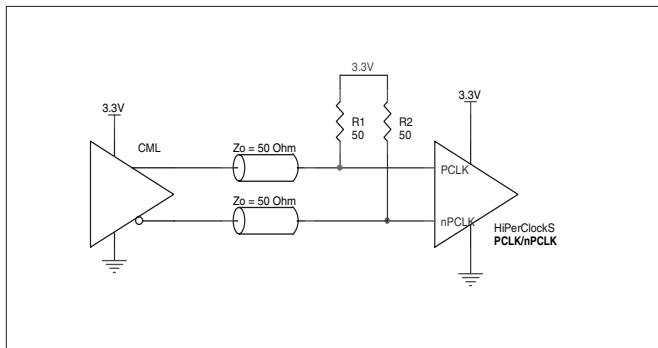 3.3V
3.3V
3.3V
R1
50
R2
50
CML
Zo = 50 Ohm
PCLK
Zo = 50 Ohm
nPCLK
HiPerClockS
PCLK/nPCLK